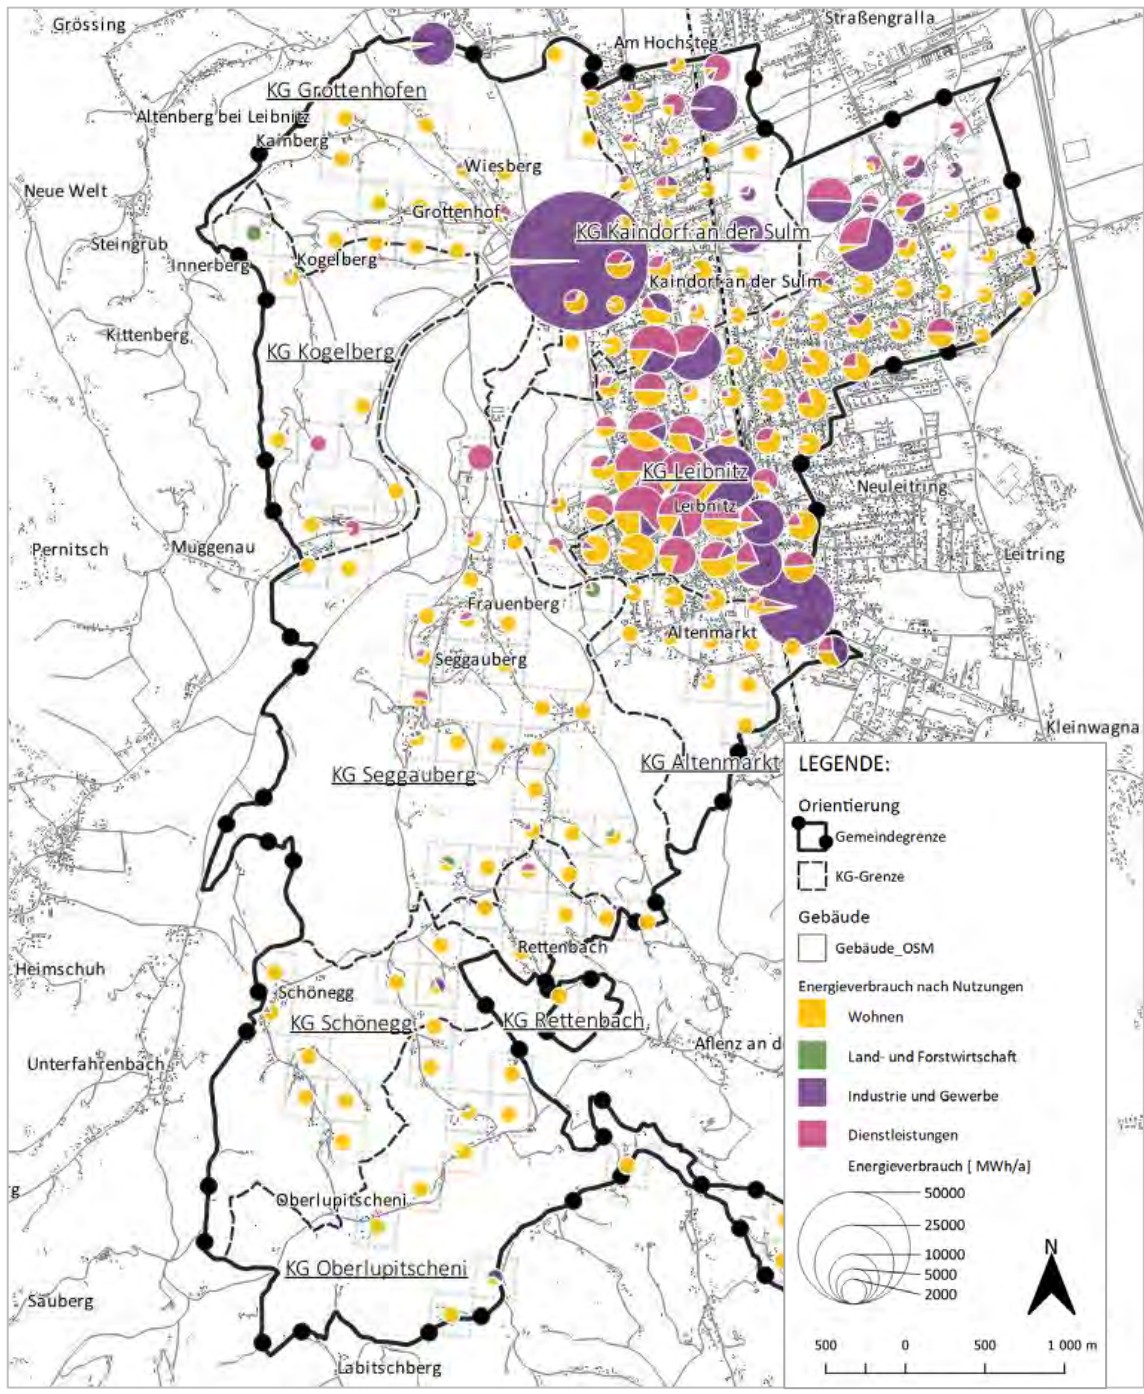 Straßengralla
Grössing
Am Hochsteg
KG Grottenhofen
Altenberg bei Leibnitz
Kaimberg
Wiesberg
Neue Welt
Grottenhof
KG Kaindorf an der Sulm
Steingrub
Innerberg
Kogelberg
Kaindorf an der Sulm
Kittenberg
KG Kogelberg
KG Leibnitz
Neuleitring
Leibnitz
Pernitsch
Muggenau
Leitring
Frauenberg
Altenmarkt
Seggauberg
Kleinwagna
KG Seggauberg
KG Altenmarkt
Rettenbach
Heimschuh
Schönegg
KG Schönegg
KG Rettenbach
Aflenz an d
Unterfahrenbach
g
Oberlupitscheni
KG Oberlupitscheni
Sauberg
Labitschberg
LEGENDE:
Orientierung
Gemeindegrenze
KG-Grenze
Gebäude
Gebäude_OSM
Energieverbrauch nach Nutzungen
Wohnen
Land- und Forstwirtschaft
Industrie und Gewerbe
Dienstleistungen
Energieverbrauch [ MWh/a]
50000
25000
10000
5000
2000
N
500 0 500 1 000 m